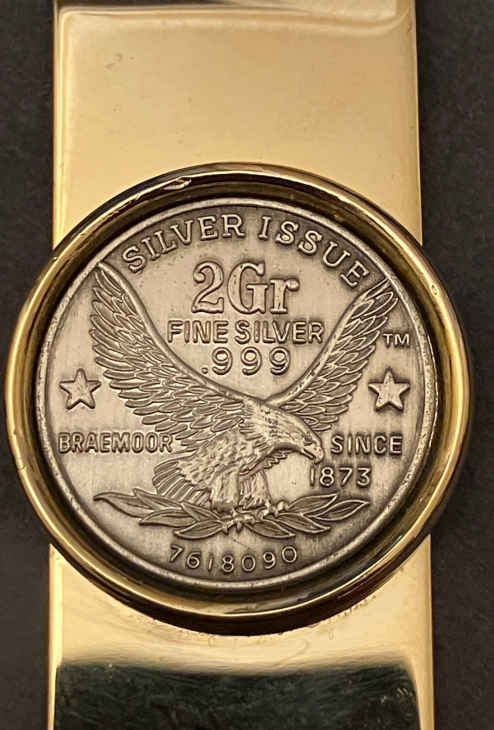 SILVER ISSUE
2Gr
FINE SILVER
.999
TM
BRAEMOOR SINCE
1873
7618090